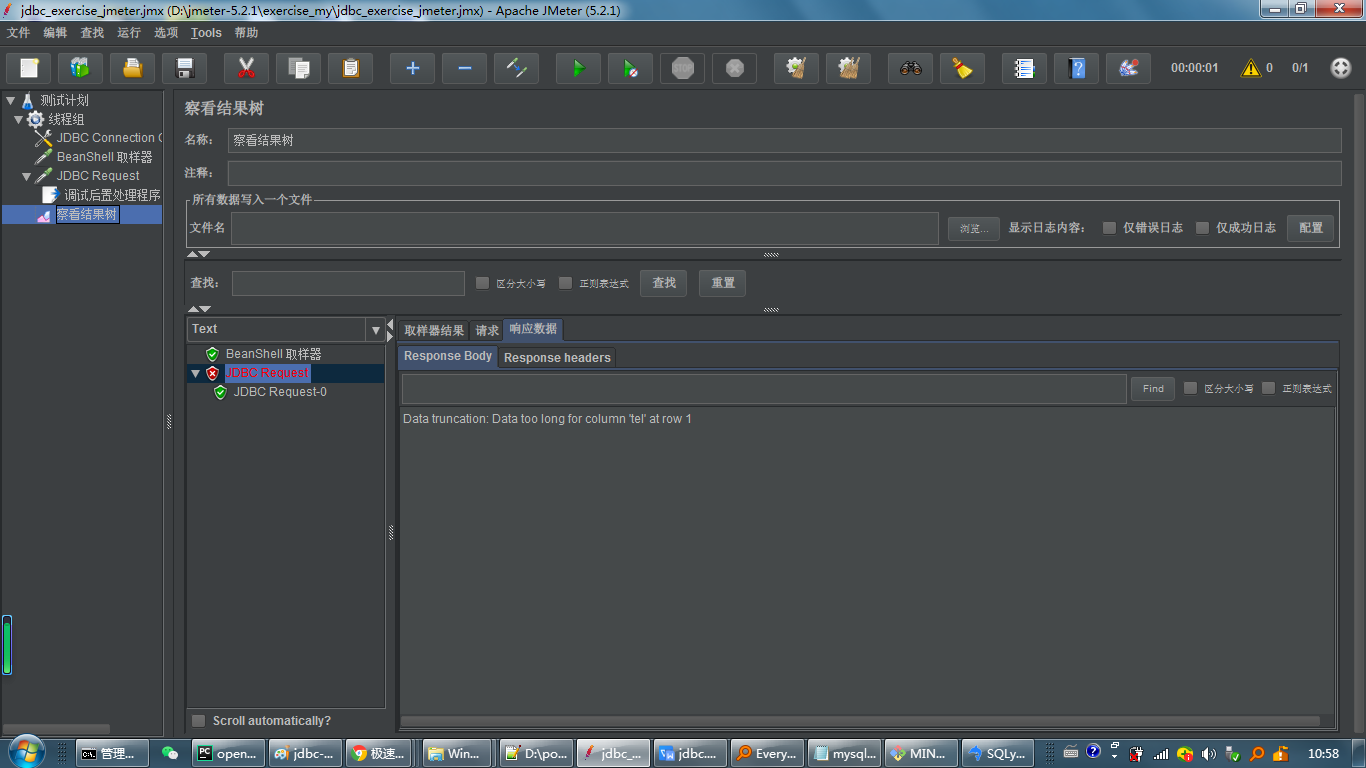 jdbc_exercise_jmeter.jmx (D:\jmeter-5.2.1\exercise_my\jdbc_exercise_jmeter.jmx) - Apache JMeter (5.2.1)
文件 编辑 查找 运行 选项 Tools 帮助
STOP
00:00:01 0 0/1
测试计划
线程组
JDBC Connection C
BeanShell 取样器
JDBC Request
调试后置处理程序
察看结果树
察看结果树
名称： 察看结果树
注释：
所有数据写入一个文件
文件名 浏览... 显示日志内容： 仅错误日志 仅成功日志 配置
查找： 区分大小写 正则表达式 查找 重置
Text
BeanShell 取样器
JDBC Request
JDBC Request-0
Scroll automatically?
取样器结果 请求 响应数据
Response Body Response headers
Find 区分大小写 正则表达式
Data truncation: Data too long for column 'tel' at row 1
管理... open... jdbc-... 极速... Win... D:\po... jdbc_... jdbc.... Every... mysql... MIN... SQLy... 10:58